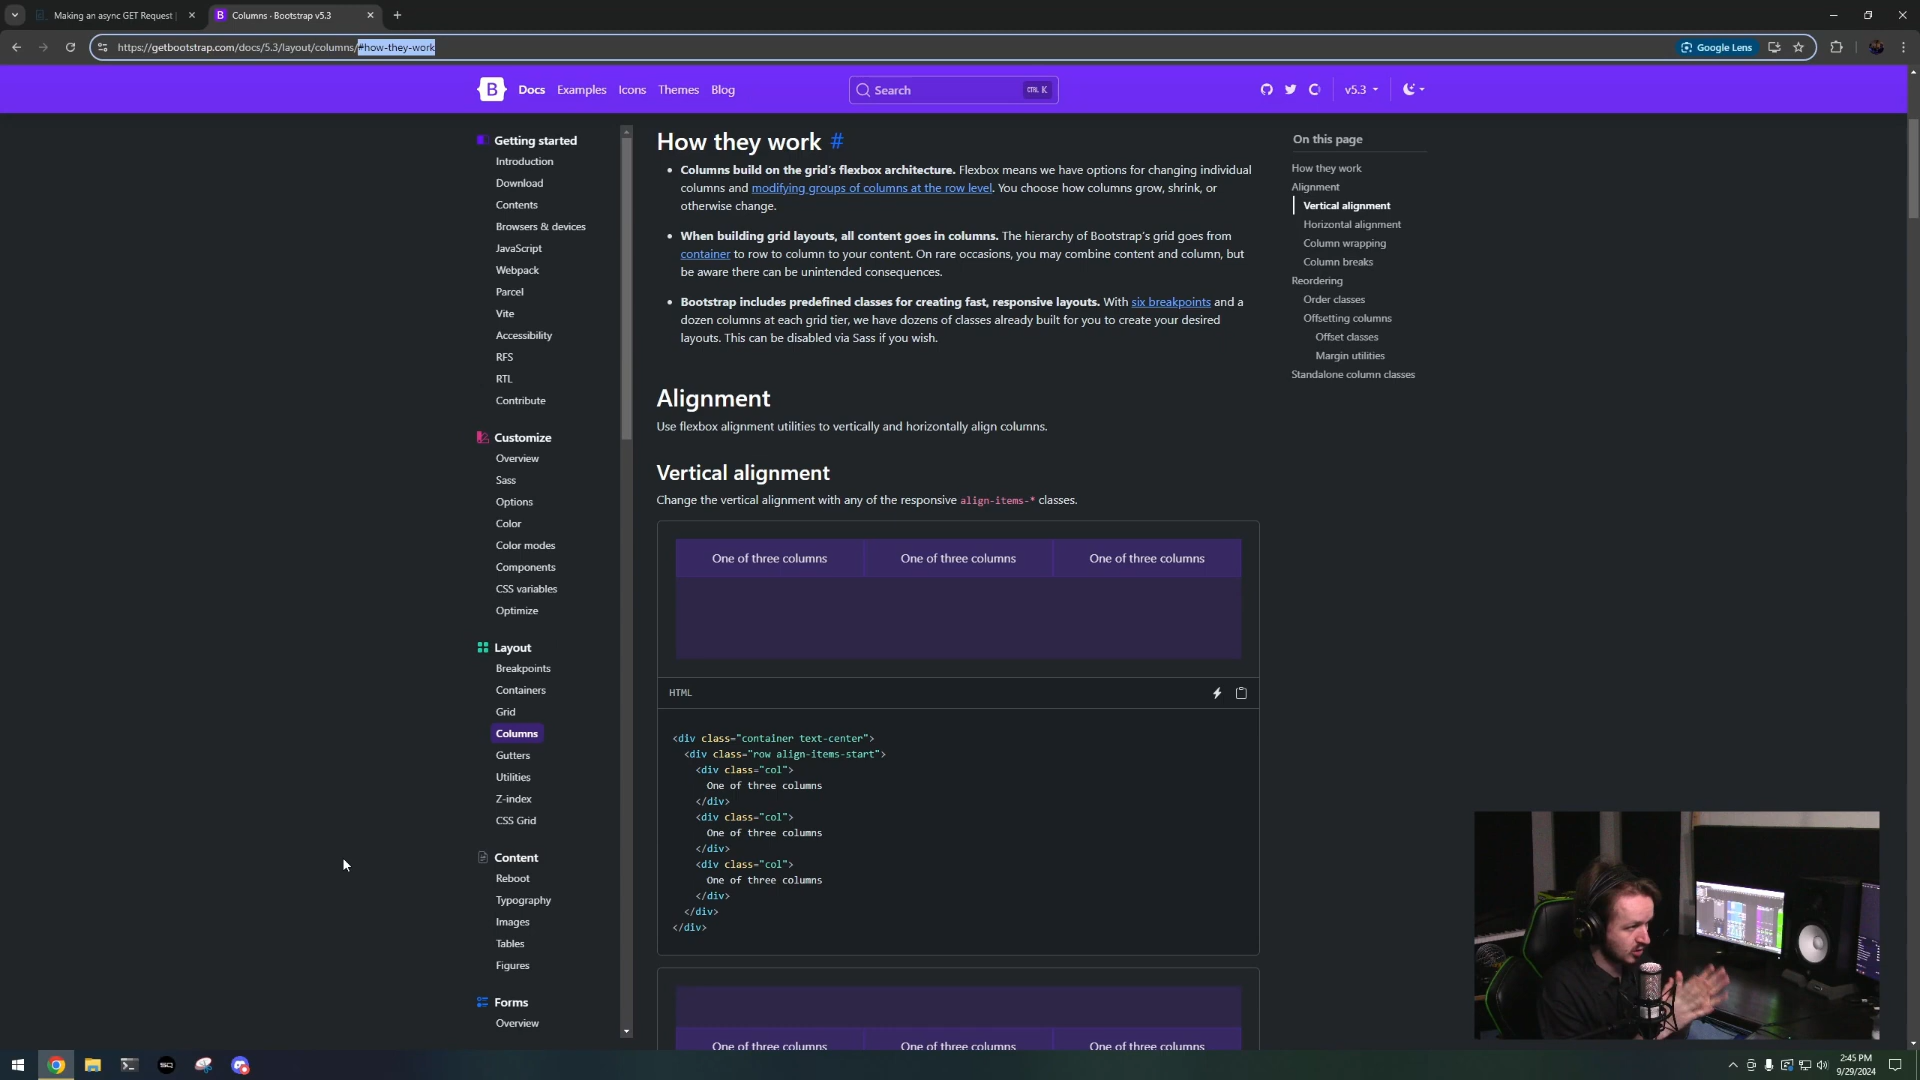 Making an async GET Request
Columns · Bootstrap v5.3
https://getbootstrap.com/docs/5.3/layout/columns/#how-they-work
Google Lens
B
Docs
Examples
Icons
Themes
Blog
Search
CTRL K
v5.3
Getting started
Introduction
Download
Contents
Browsers & devices
JavaScript
Webpack
Parcel
Vite
Accessibility
RFS
RTL
Contribute
Customize
Overview
Sass
Options
Color
Color modes
Components
CSS variables
Optimize
Layout
Breakpoints
Containers
Grid
Columns
Gutters
Utilities
Z-index
CSS Grid
Content
Reboot
Typography
Images
Tables
Figures
Forms
Overview
How they work #
• Columns build on the grid's flexbox architecture. Flexbox means we have options for changing individual
columns and modifying groups of columns at the row level. You choose how columns grow, shrink, or
otherwise change.
• When building grid layouts, all content goes in columns. The hierarchy of Bootstrap's grid goes from
container to row to column to your content. On rare occasions, you may combine content and column, but
be aware there can be unintended consequences.
• Bootstrap includes predefined classes for creating fast, responsive layouts. With six breakpoints and a
dozen columns at each grid tier, we have dozens of classes already built for you to create your desired
layouts. This can be disabled via Sass if you wish.
Alignment
Use flexbox alignment utilities to vertically and horizontally align columns.
Vertical alignment
Change the vertical alignment with any of the responsive align-items-* classes.
One of three columns
One of three columns
One of three columns
HTML
<div class="container text-center">
<div class="row align-items-start">
<div class="col">
One of three columns
</div>
<div class="col">
One of three columns
</div>
<div class="col">
One of three columns
</div>
</div>
</div>
One of three columns
One of three columns
One of three columns
On this page
How they work
Alignment
Vertical alignment
Horizontal alignment
Column wrapping
Column breaks
Reordering
Order classes
Offsetting columns
Offset classes
Margin utilities
Standalone column classes
2:45 PM
9/29/2024